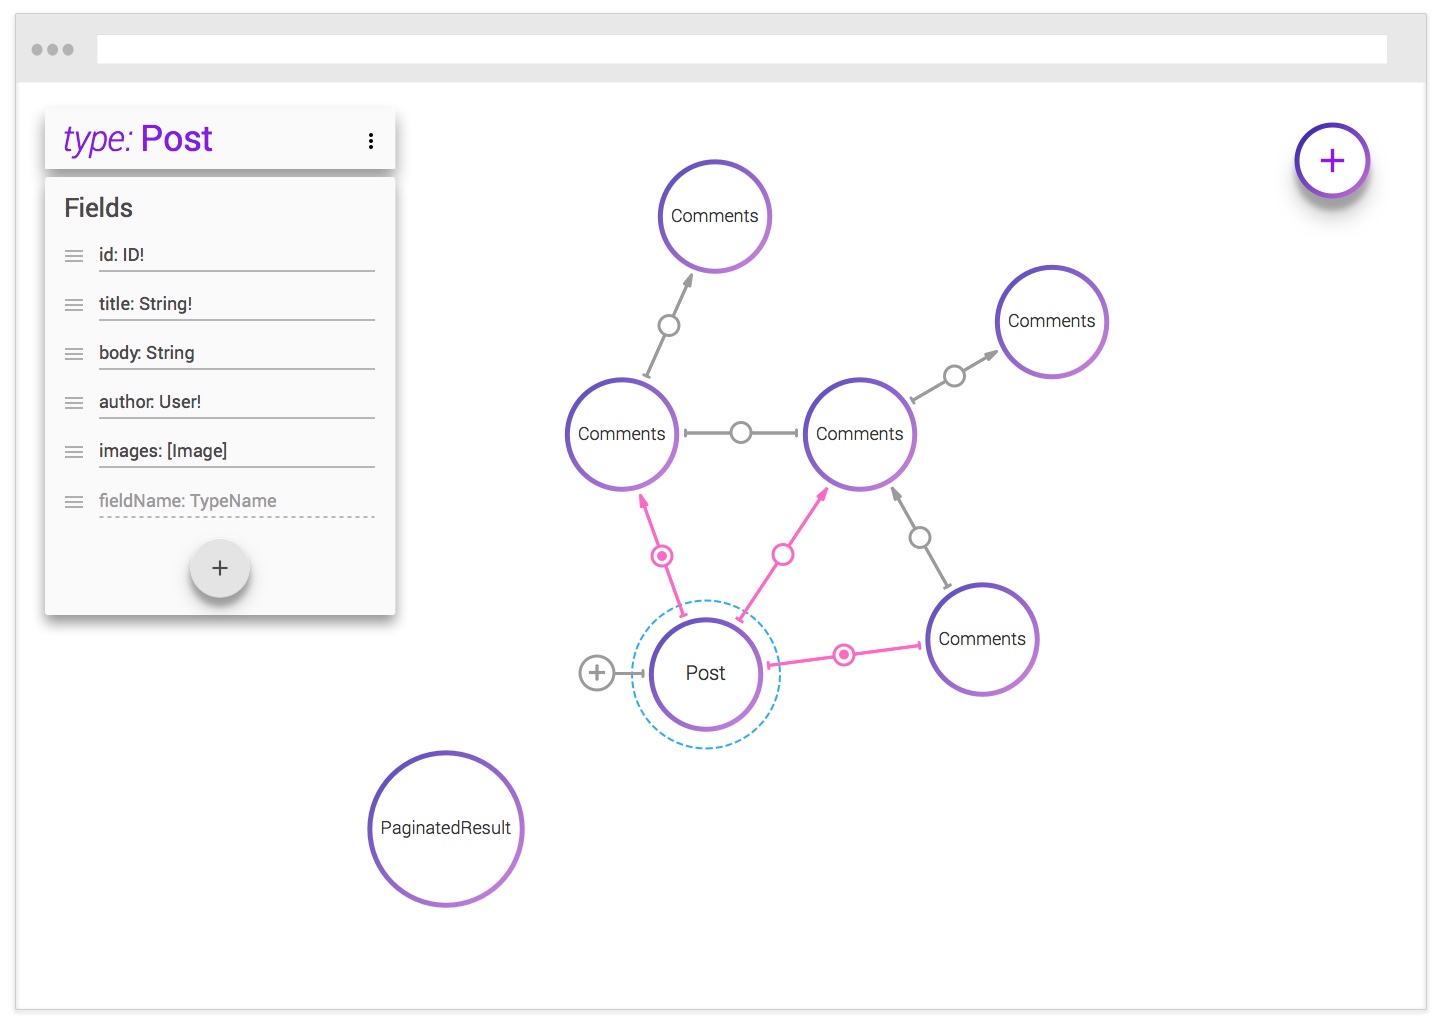 type: Post
Fields
id: ID!
title: String!
body: String
author: User!
images: [Image]
fieldName: TypeName
+
+
Comments
Comments
Comments
Comments
Comments
Post
+
PaginatedResult